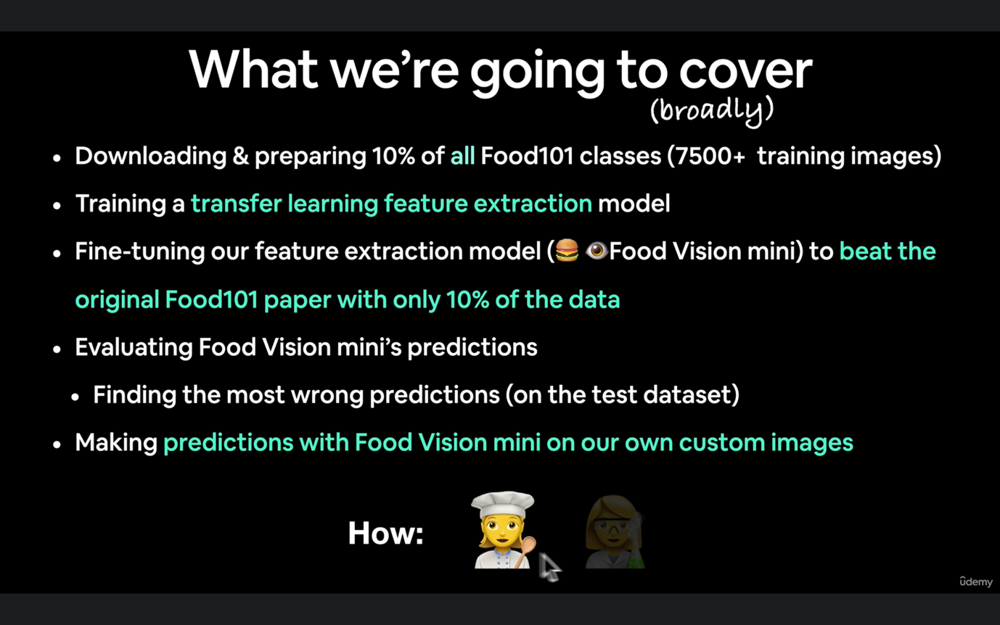 What we're going to cover
(broadly)
• Downloading & preparing 10% of all Food101 classes (7500+ training images)
• Training a transfer learning feature extraction model
• Fine-tuning our feature extraction model (🍔 👁Food Vision mini) to beat the
original Food101 paper with only 10% of the data
• Evaluating Food Vision mini's predictions
• Finding the most wrong predictions (on the test dataset)
• Making predictions with Food Vision mini on our own custom images
How:
ûdemy